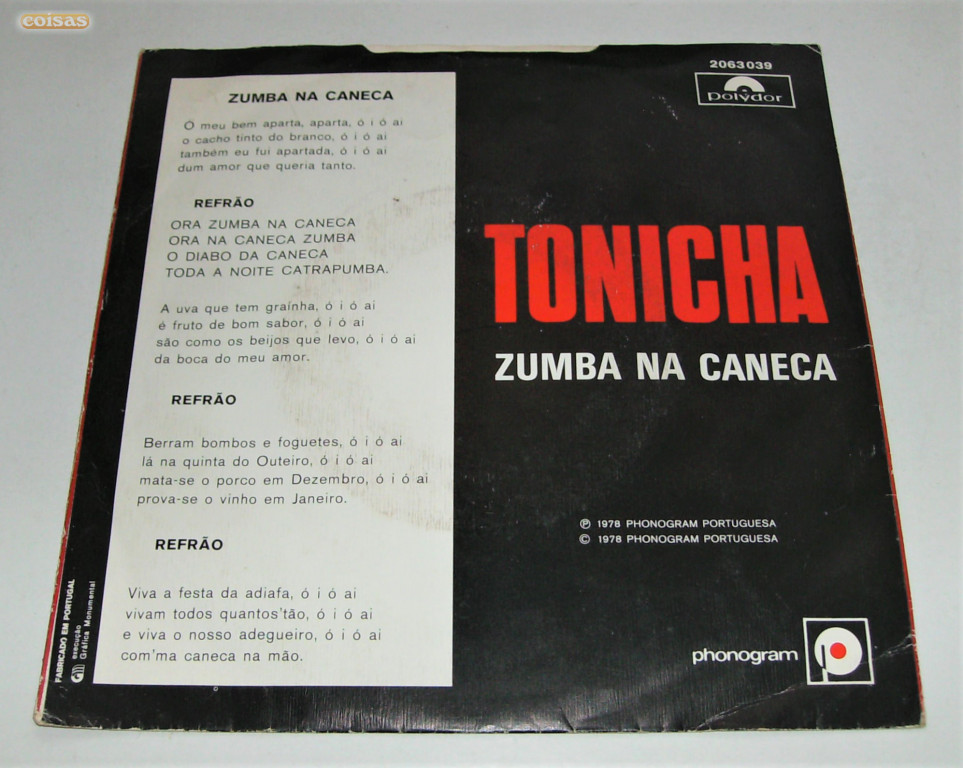 coisas
ZUMBA NA CANECA
Ó meu bem aparta, aparta, ó i ó ai
o cacho tinto do branco, ó i ó ai
também eu fui apartada, ó i ó ai
dum amor que queria tanto.
REFRÃO
ORA ZUMBA NA CANECA
ORA NA CANECA ZUMBA
O DIABO DA CANECA
TODA A NOITE CATRAPUMBA.
A uva que tem graínha, ó i ó ai
é fruto de bom sabor, ó i ó ai
são como os beijos que levo, ó i ó ai
da boca do meu amor.
REFRÃO
Berram bombos e foguetes, ó i ó ai
lá na quinta do Outeiro, ó i ó ai
mata-se o porco em Dezembro, ó i ó ai
prova-se o vinho em Janeiro.
REFRÃO
Viva a festa da adiafa, ó i ó ai
vivam todos quantos'tão, ó i ó ai
e viva o nosso adegueiro, ó i ó ai
com'ma caneca na mão.
FABRICADO EM PORTUGAL
execução
Gráfica Monumental
2063039
polydor
TONICHA
ZUMBA NA CANECA
℗ 1978 PHONOGRAM PORTUGUESA
© 1978 PHONOGRAM PORTUGUESA
phonogram